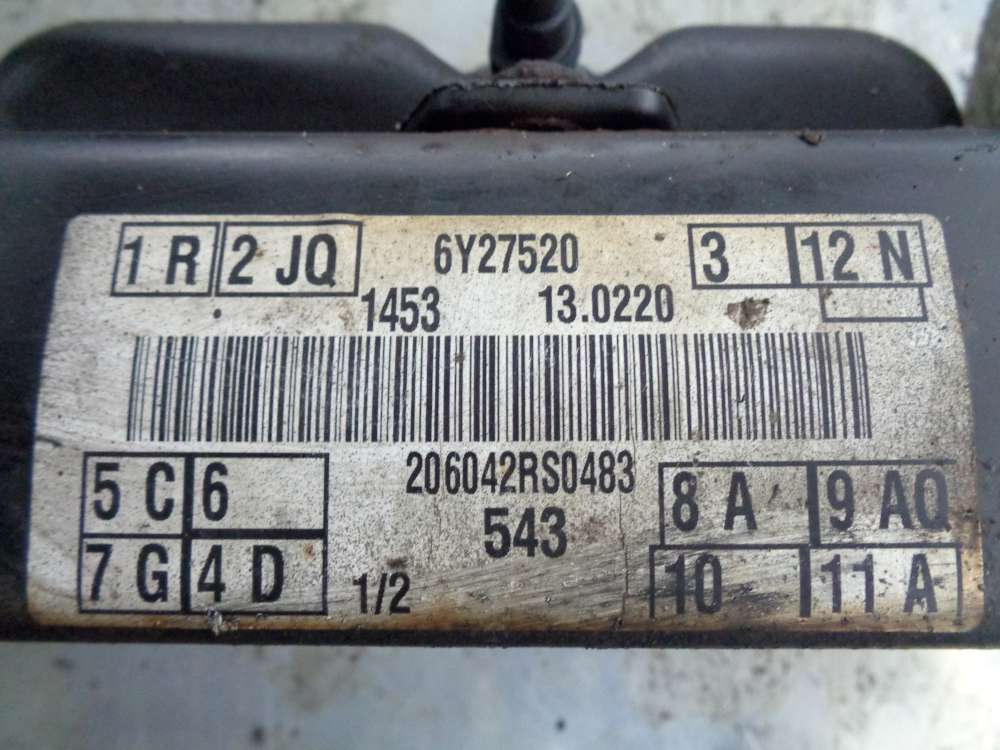 1 R 2 JQ 6Y27520 3 12 N
1453 13.0220
206042RS0483
5 C 6 543 8 A 9 AQ
7 G 4 D 1/2 10 11 A